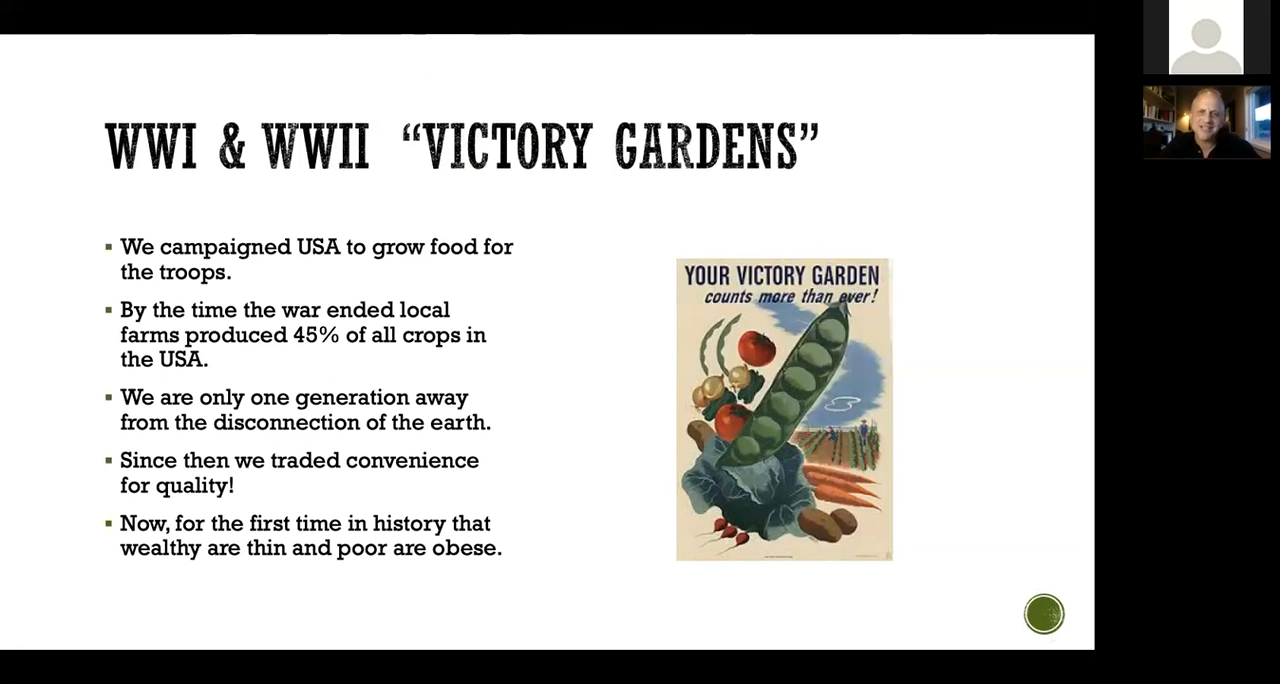 WWI & WWII “VICTORY GARDENS”
We campaigned USA to grow food for
the troops.
By the time the war ended local
farms produced 45% of all crops in
the USA.
We are only one generation away
from the disconnection of the earth.
Since then we traded convenience
for quality!
Now, for the first time in history that
wealthy are thin and poor are obese.
YOUR VICTORY GARDEN
counts more than ever!